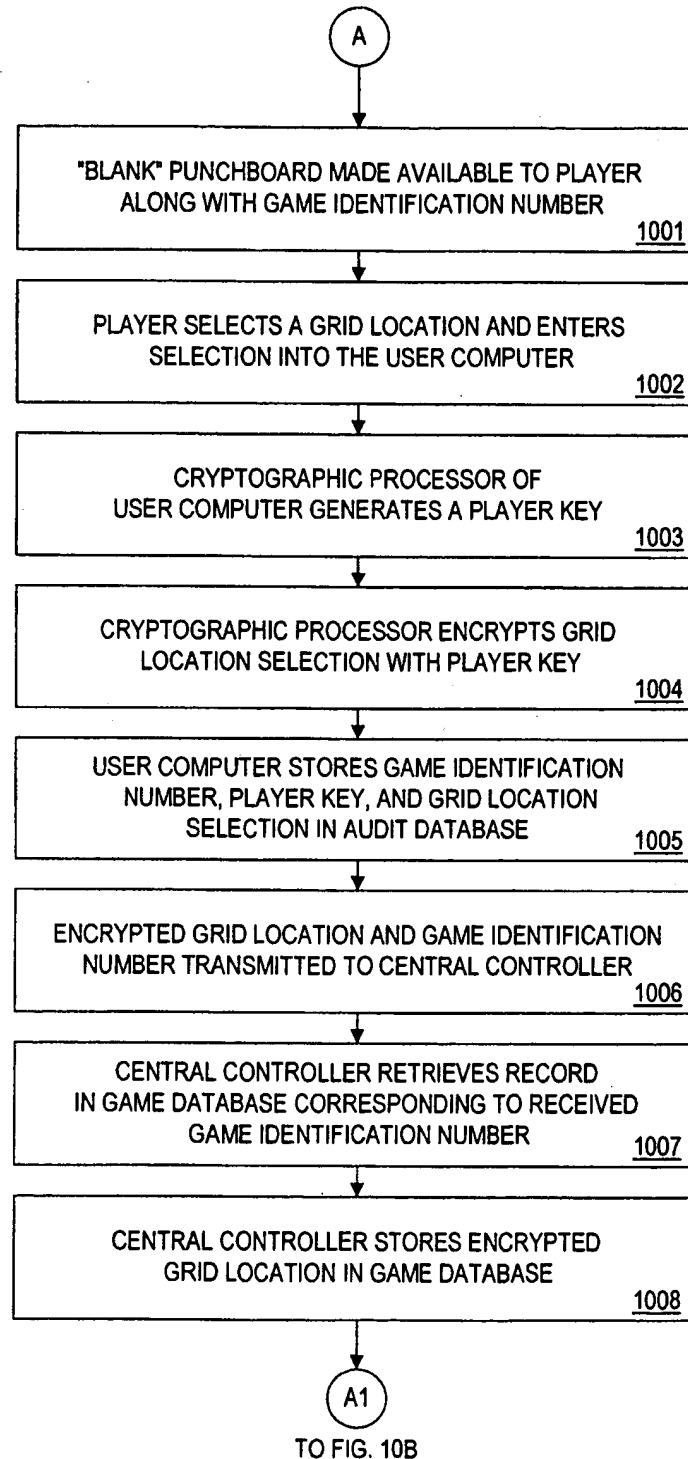 A
"BLANK" PUNCHBOARD MADE AVAILABLE TO PLAYER
ALONG WITH GAME IDENTIFICATION NUMBER
1001
PLAYER SELECTS A GRID LOCATION AND ENTERS
SELECTION INTO THE USER COMPUTER
1002
CRYPTOGRAPHIC PROCESSOR OF
USER COMPUTER GENERATES A PLAYER KEY
1003
CRYPTOGRAPHIC PROCESSOR ENCRYPTS GRID
LOCATION SELECTION WITH PLAYER KEY
1004
USER COMPUTER STORES GAME IDENTIFICATION
NUMBER, PLAYER KEY, AND GRID LOCATION
SELECTION IN AUDIT DATABASE
1005
ENCRYPTED GRID LOCATION AND GAME IDENTIFICATION
NUMBER TRANSMITTED TO CENTRAL CONTROLLER
1006
CENTRAL CONTROLLER RETRIEVES RECORD
IN GAME DATABASE CORRESPONDING TO RECEIVED
GAME IDENTIFICATION NUMBER
1007
CENTRAL CONTROLLER STORES ENCRYPTED
GRID LOCATION IN GAME DATABASE
1008
A1
TO FIG. 10B